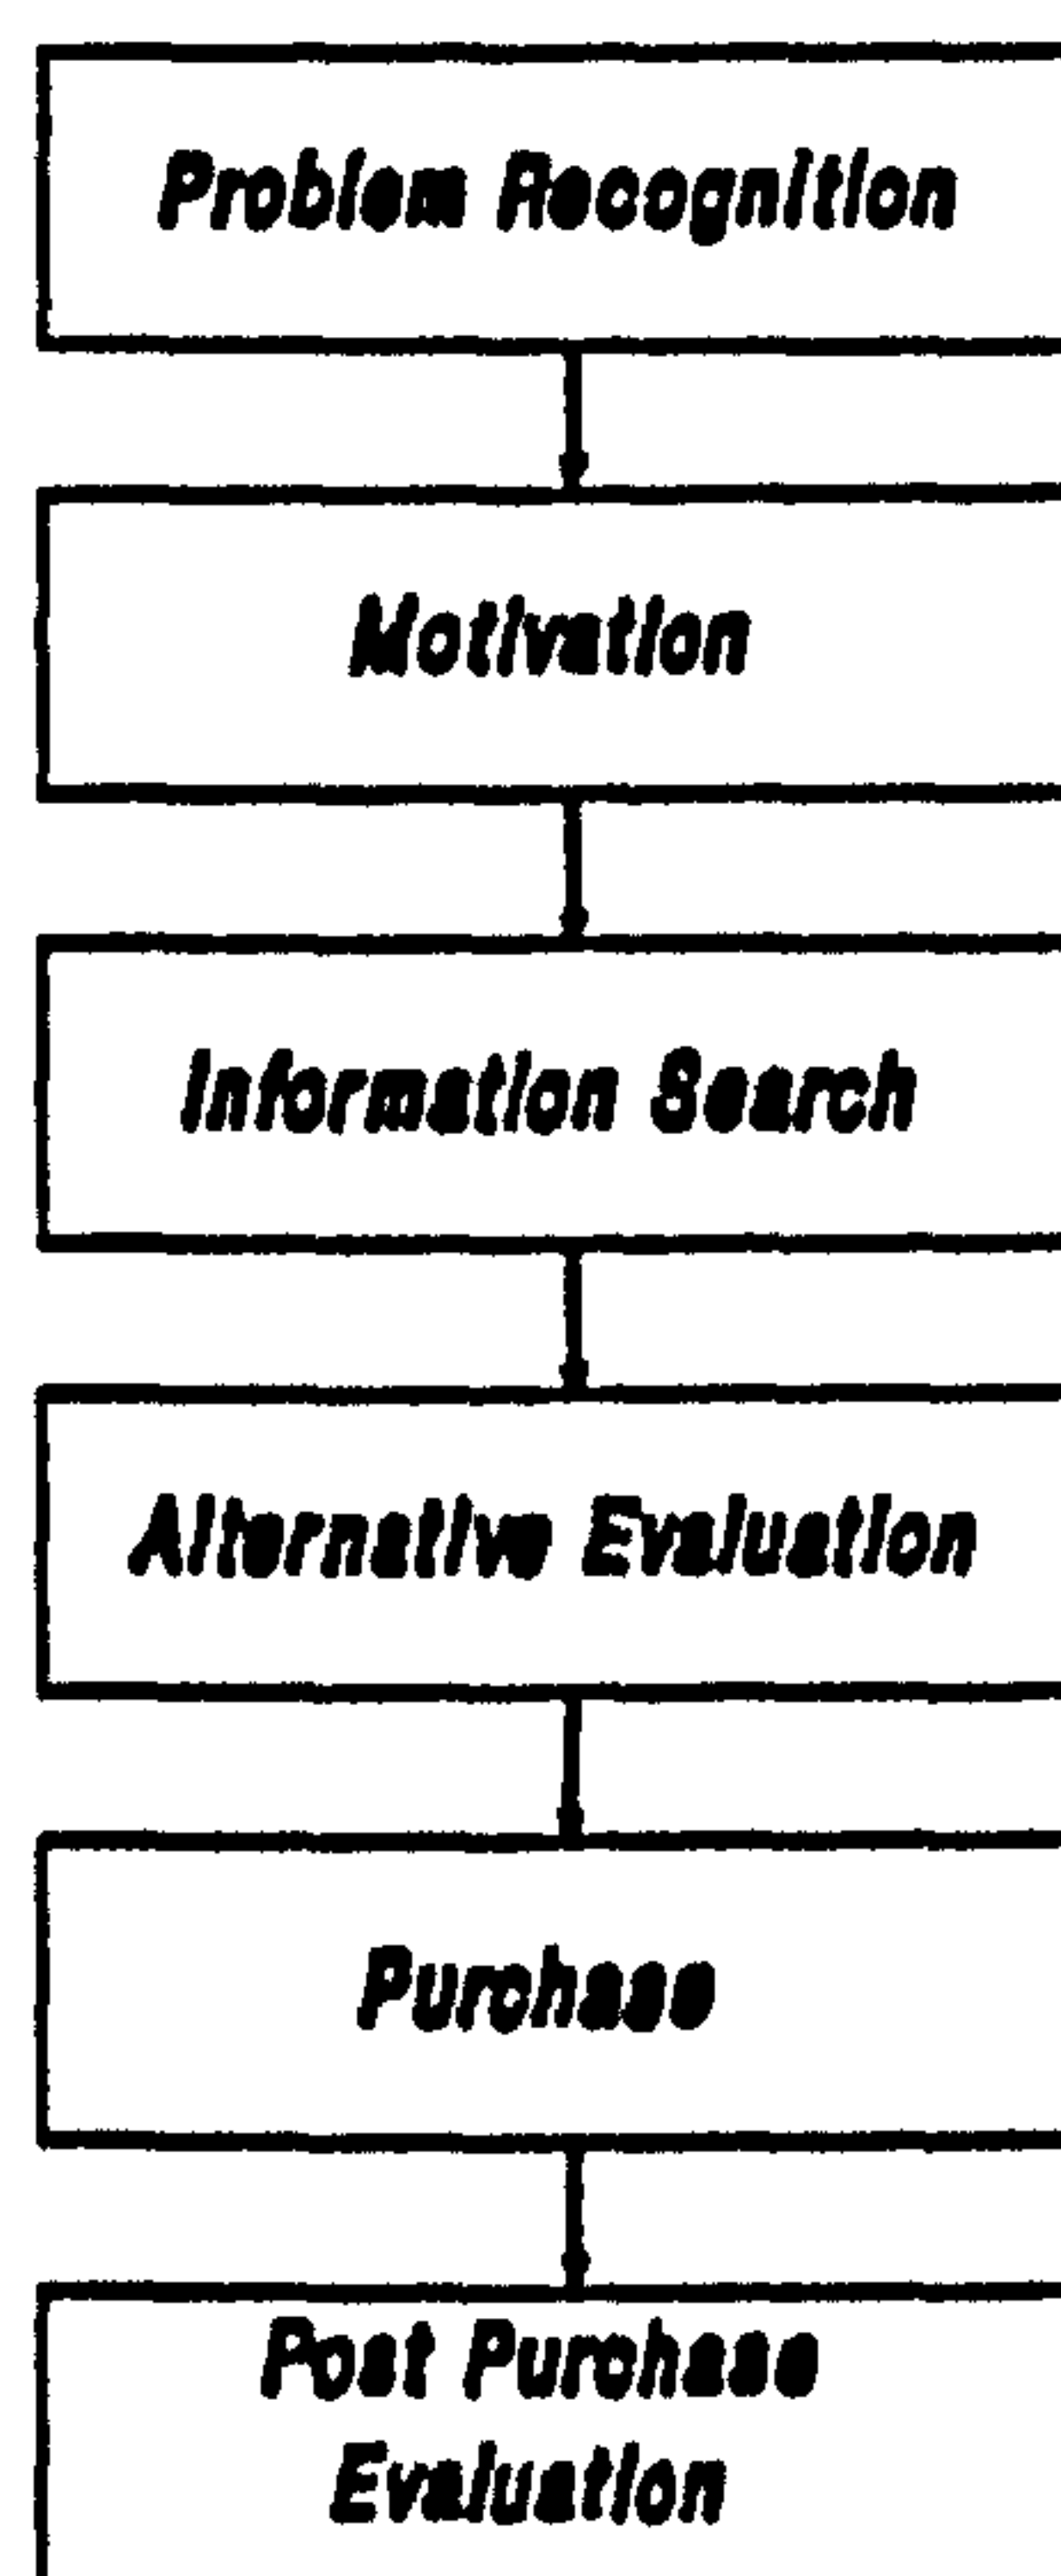 Problem Recognition
Motivation
Information Search
Alternative Evaluation
Purchase
Post Purchase
Evaluation